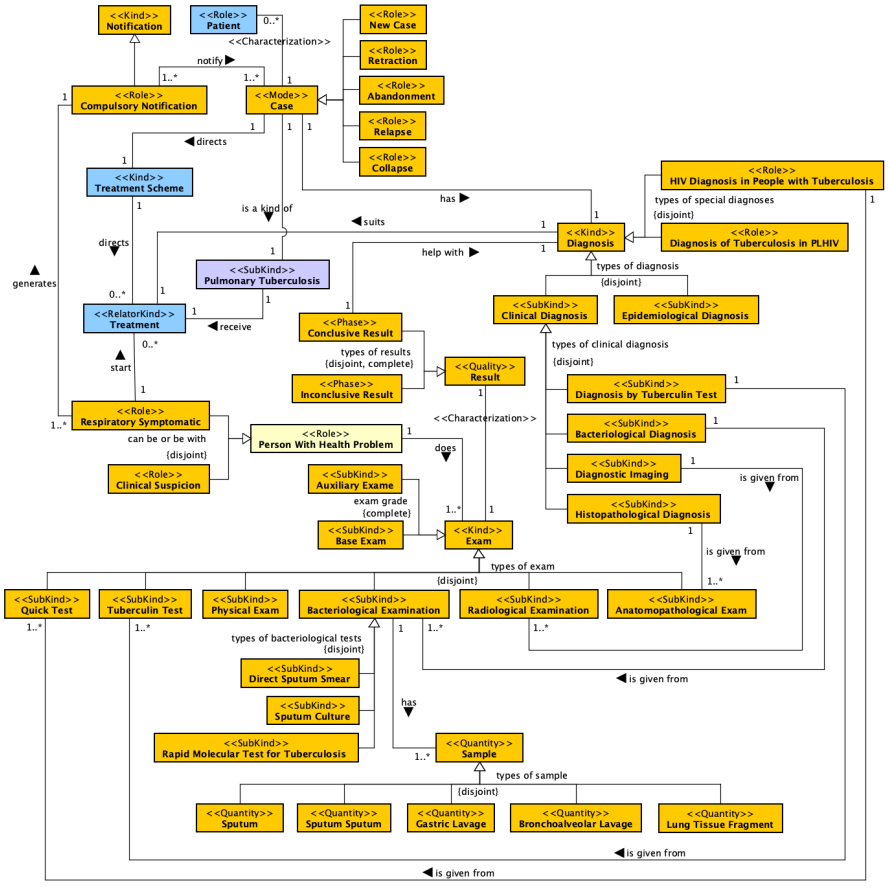 <<Kind>>
Notification
<<Role>>
Patient
0..*
<<Characterization>>
<<Role>>
New Case
<<Role>>
Retraction
<<Role>>
Abandonment
<<Role>>
Relapse
<<Role>>
Collapse
notify
1..*
1..*
1
1
<<Role>>
Compulsory Notification
<<Mode>>
Case
1
1
1
directs
1
<<Kind>>
Treatment Scheme
1
<<Role>>
HIV Diagnosis in People with Tuberculosis
1
types of special diagnoses
{disjoint}
<<Role>>
Diagnosis of Tuberculosis in PLHIV
has
1
is a kind of
suits
1
<<Kind>>
Diagnosis
1
directs
help with
1
<<SubKind>>
Pulmonary Tuberculosis
1
generates
0..*
1
<<RelatorKind>>
Treatment
1
receive
types of diagnosis
{disjoint}
<<SubKind>>
Clinical Diagnosis
<<SubKind>>
Epidemiological Diagnosis
1
<<Phase>>
Conclusive Result
types of results
{disjoint, complete}
<<Phase>>
Inconclusive Result
<<Quality>>
Result
1
<<Characterization>>
types of clinical diagnosis
{disjoint}
<<SubKind>>
Diagnosis by Tuberculin Test
1
<<SubKind>>
Bacteriological Diagnosis
1
<<SubKind>>
Diagnostic Imaging
1
is given from
<<SubKind>>
Histopathological Diagnosis
1
is given from
1..*
0..*
start
1
<<Role>>
Respiratory Symptomatic
1..*
can be or be with
{disjoint}
<<Role>>
Clinical Suspicion
<<Role>>
Person With Health Problem
1
does
1..*
<<SubKind>>
Auxiliary Exame
exam grade
{complete}
<<SubKind>>
Base Exam
1
<<Kind>>
Exam
types of exam
{disjoint}
<<SubKind>>
Quick Test
<<SubKind>>
Tuberculin Test
<<SubKind>>
Physical Exam
<<SubKind>>
Bacteriological Examination
<<SubKind>>
Radiological Examination
<<SubKind>>
Anatomopathological Exam
1..*
1..*
1
1..*
1..*
types of bacteriological tests
{disjoint}
<<SubKind>>
Direct Sputum Smear
<<SubKind>>
Sputum Culture
<<SubKind>>
Rapid Molecular Test for Tuberculosis
is given from
has
1..*
<<Quantity>>
Sample
types of sample
{disjoint}
<<Quantity>>
Sputum
<<Quantity>>
Sputum Sputum
<<Quantity>>
Gastric Lavage
<<Quantity>>
Bronchoalveolar Lavage
<<Quantity>>
Lung Tissue Fragment
is given from
is given from